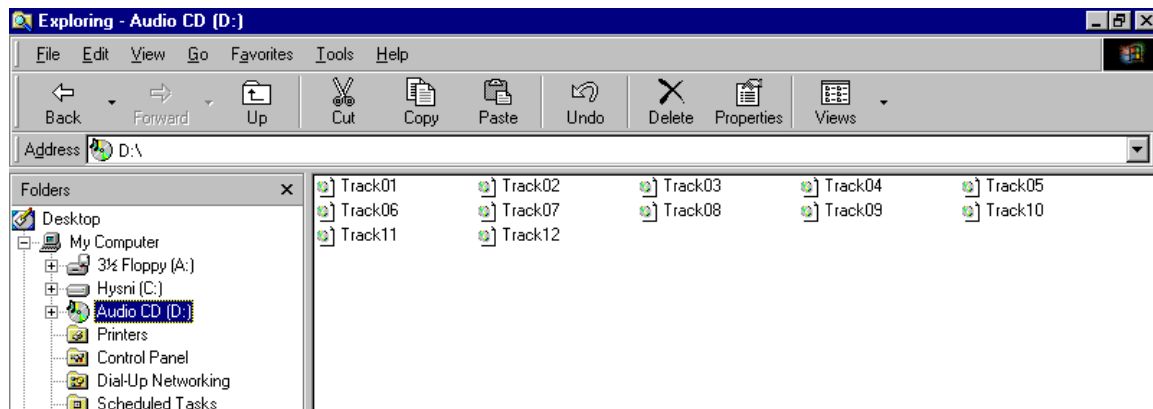 Exploring - Audio CD (D:)
File Edit View Go Favorites Tools Help
Back Forward Up Cut Copy Paste Undo Delete Properties Views
Address D:\
Folders
Desktop
My Computer
3½ Floppy (A:)
Hysni (C:)
Audio CD (D:)
Printers
Control Panel
Dial-Up Networking
Scheduled Tasks
Track01 Track02 Track03 Track04 Track05
Track06 Track07 Track08 Track09 Track10
Track11 Track12